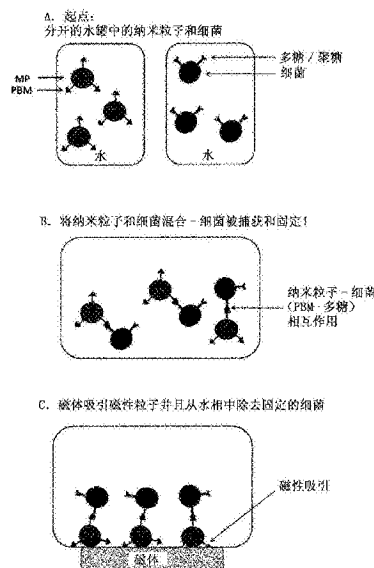 A. 起点:
分开的水罐中的纳米粒子和细菌
MP
PBM
多糖/聚糖
细菌
水
水
B. 将纳米粒子和细菌混合-细菌被捕获和固定!
纳米粒子-细菌
(PBM-多糖)
相互作用
C. 磁体吸引磁性粒子并且从水相中除去固定的细菌
磁性吸引
磁体